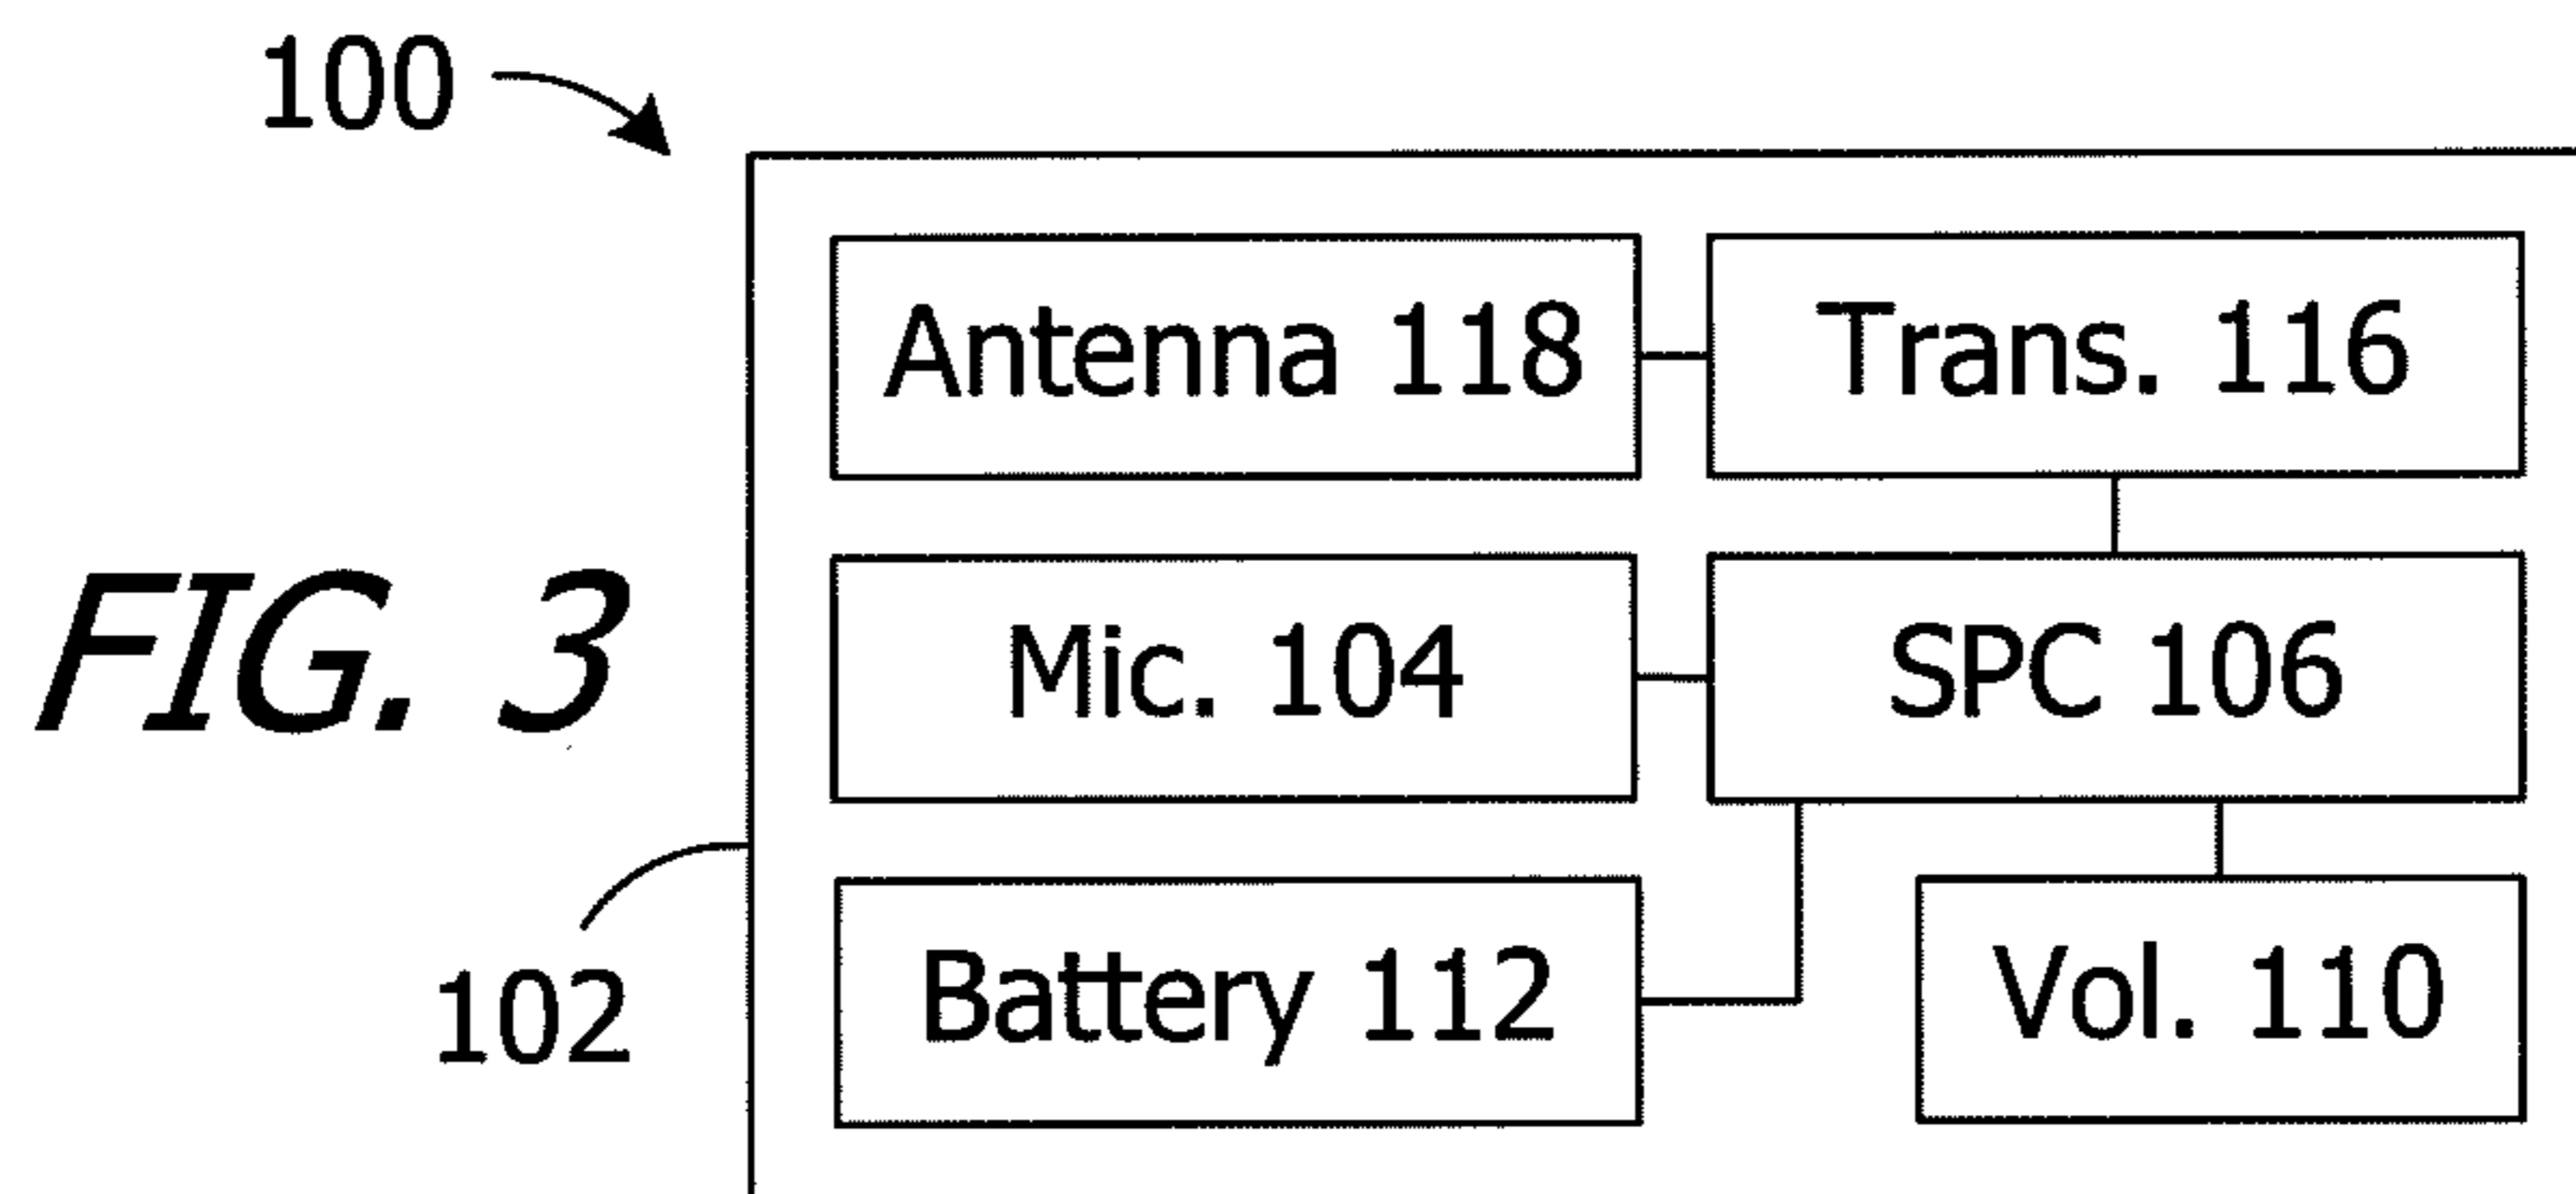 100
Antenna 118
Trans. 116
FIG. 3
Mic. 104
SPC 106
102
Battery 112
Vol. 110